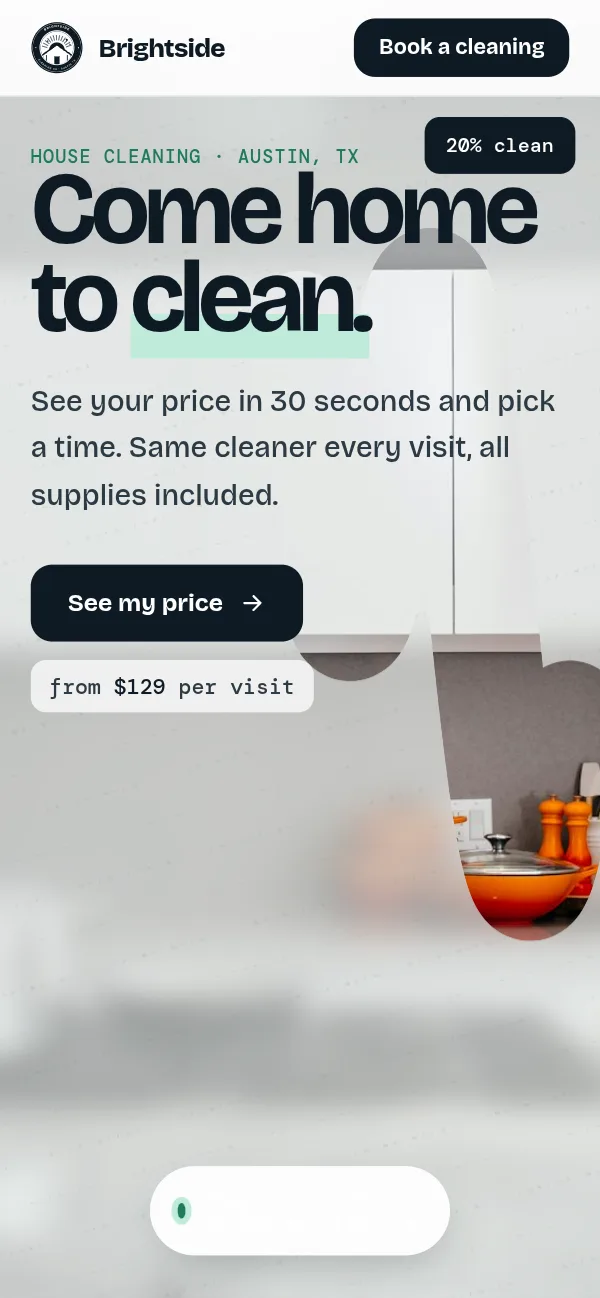 Brightside
Book a cleaning
20% clean
HOUSE CLEANING · AUSTIN, TX
Come home
to clean.
See your price in 30 seconds and pick
a time. Same cleaner every visit, all
supplies included.
See my price →
from $129 per visit